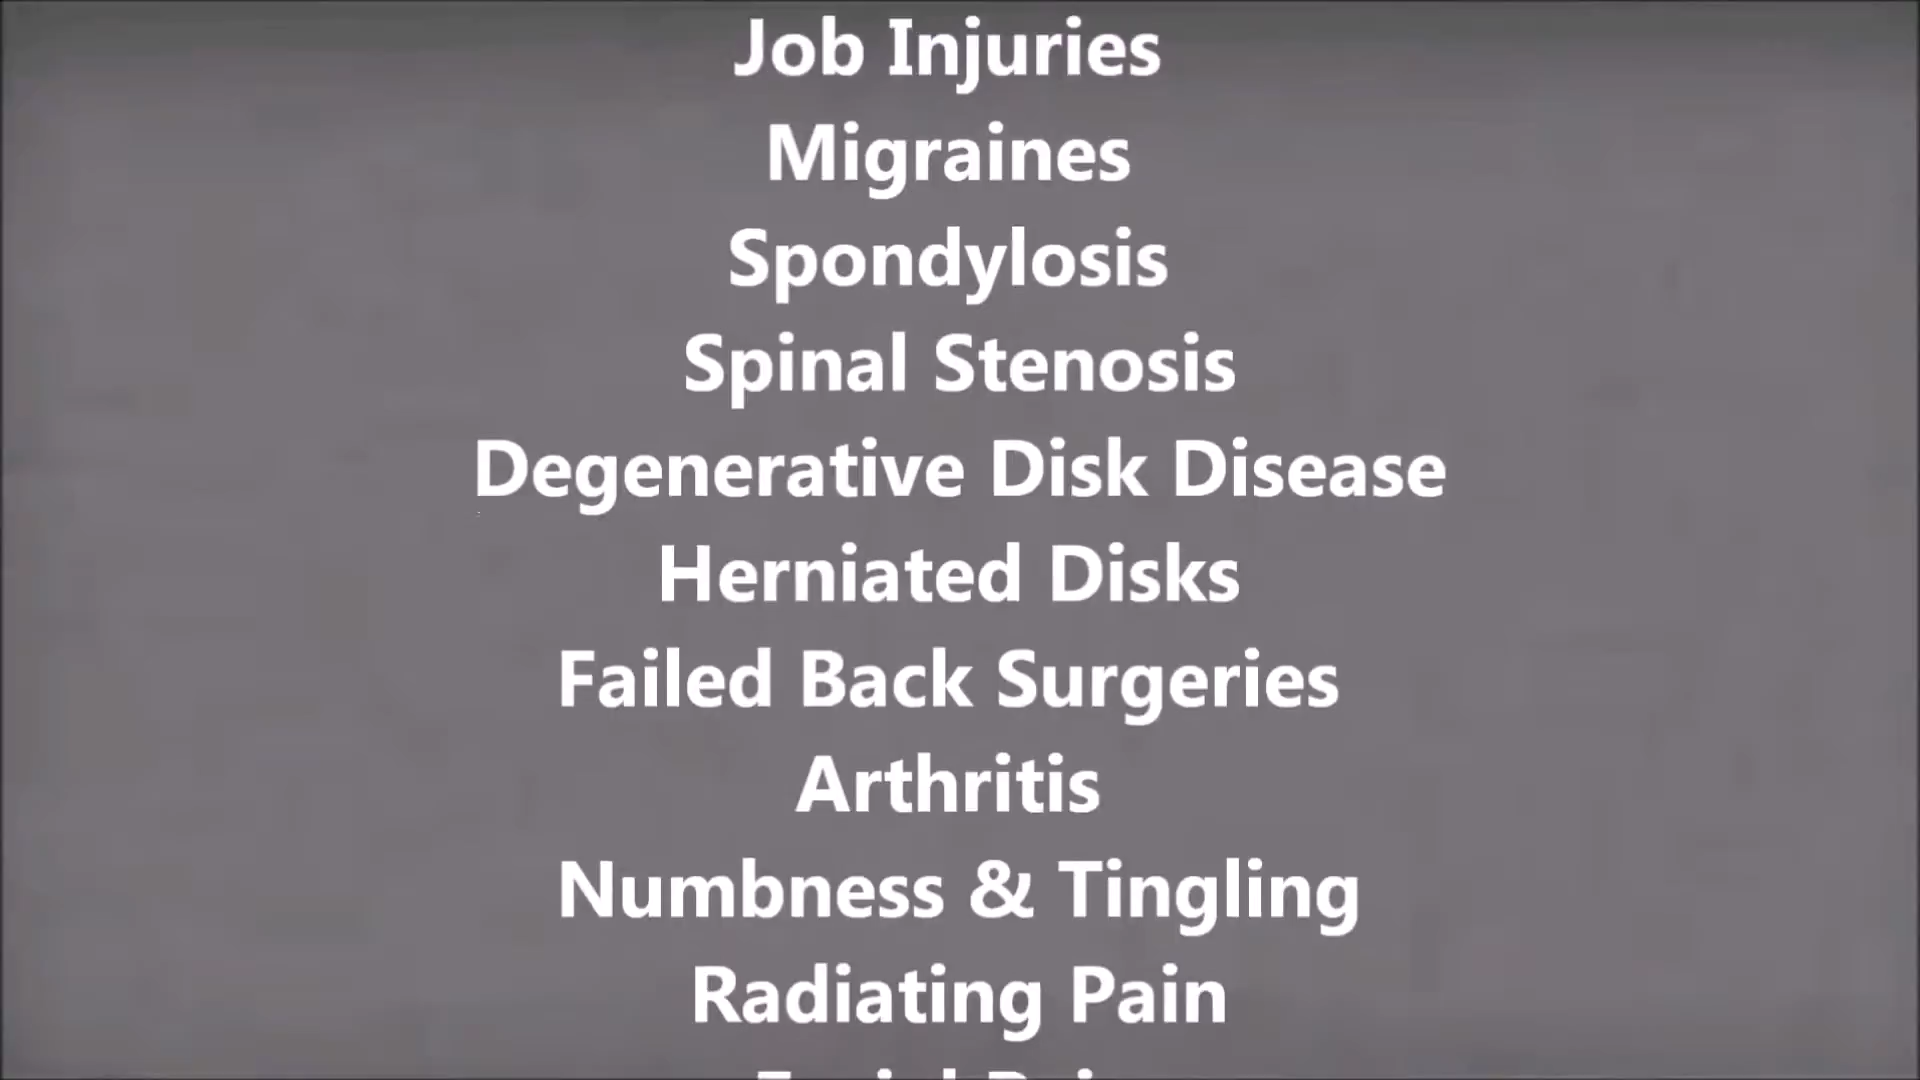 Job Injuries
Migraines
Spondylosis
Spinal Stenosis
Degenerative Disk Disease
Herniated Disks
Failed Back Surgeries
Arthritis
Numbness & Tingling
Radiating Pain